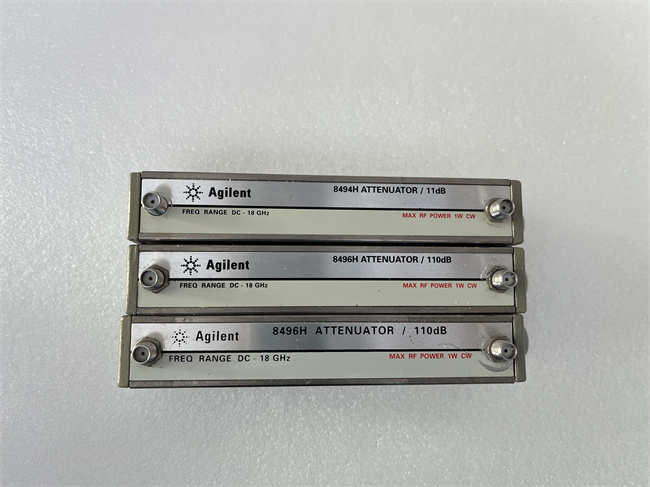 Agilent 8494H ATTENUATOR / 11dB
FREQ RANGE DC - 18 GHz MAX RF POWER 1W CW
Agilent 8496H ATTENUATOR / 110dB
FREQ RANGE DC - 18 GHz MAX RF POWER 1W CW
Agilent 8496H ATTENUATOR / 110dB
FREQ RANGE DC - 18 GHz MAX RF POWER 1W CW